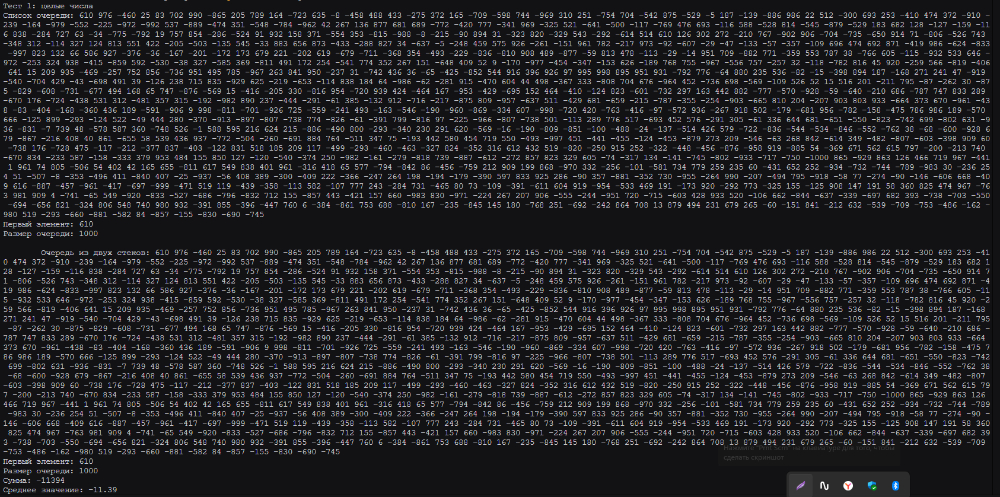 Тест 1: целые числа
Список очереди: 610 976 -460 25 83 702 990 -865 205 789 164 -723 635 -8 -458 488 433 -275 372 165 -709 -598 744 -969 310 251 -754 704 -542 875 -529 -5 187 -139 -886 986 22 512 -300 693 253 -410 474 372 -910 -
239 -164 -979 -552 -225 -972 -992 537 -889 -474 351 -548 -784 -962 42 267 136 877 681 689 -772 -420 777 -341 969 -325 521 -641 -500 -117 -769 476 693 -116 588 -528 814 -545 -879 -529 183 682 128 -127 -159 -11
6 838 -284 727 63 -34 -775 -792 19 757 854 -286 -524 91 932 158 371 -554 353 -815 -988 -8 -215 -90 894 31 -323 820 -329 543 -292 -614 514 610 126 302 272 -210 767 -902 906 -704 -735 -650 914 71 -806 -526 743
-348 312 -114 327 124 813 551 422 -205 -503 -135 545 -33 883 656 873 -433 -288 827 34 -637 -5 -248 459 575 926 -261 -151 961 782 -217 973 -92 -607 -29 -47 -133 -57 -357 -109 696 474 692 871 -419 986 -624 -833
-997 823 132 66 586 927 -376 -36 -167 -201 -172 173 679 221 -202 619 -679 -711 -368 354 -493 -229 -836 -810 908 489 -877 -59 813 478 -113 -29 -14 951 709 -882 771 -359 553 787 38 -766 605 -115 -932 533 646 -
972 -253 324 938 -415 -859 592 -530 -38 327 -585 369 -811 491 172 254 -541 774 352 267 151 -648 409 52 9 -170 -977 -454 -347 -153 626 -189 768 755 -967 -556 757 -257 32 -118 -782 816 45 920 -259 566 -819 -406
641 15 209 935 -469 -257 752 856 -736 951 495 785 -967 263 841 950 -237 31 -742 436 36 -65 -425 -852 544 916 396 926 97 995 998 895 951 931 -792 776 -64 880 235 536 -82 -15 -398 894 187 -168 271 241 47 -919
-540 -704 429 -43 -698 491 39 -126 238 715 835 -929 625 -219 -653 -114 838 184 64 -986 -62 -281 915 -470 604 44 498 -367 333 -808 704 676 -964 452 -736 698 -569 -109 526 52 15 516 201 -211 795 -87 -262 30 -87
5 -829 -608 -731 -677 494 168 65 747 -876 -569 15 -416 -205 330 -816 954 -720 939 424 -464 167 -953 -429 -695 152 464 -410 -124 823 -601 -732 297 163 442 882 -777 -570 -928 -59 -640 -210 686 -787 747 833 289
-670 176 -724 -438 531 312 -481 357 315 -192 -982 890 237 -444 -291 -61 385 -132 912 -716 -217 -875 809 -957 -637 511 -429 681 -659 -215 -787 -355 -254 -903 -665 810 204 -207 903 803 933 -664 373 670 -961 -43
8 -83 -404 -168 -360 436 189 -591 -906 9 998 -811 -701 -926 725 -559 -241 493 -163 -546 -190 -960 -869 -334 607 -998 -720 420 -763 -416 -97 -572 936 -267 918 502 -179 -681 956 -782 -158 -475 786 986 189 -570
666 -125 899 -293 -124 522 -49 444 280 -370 -913 -897 -807 -738 774 -826 -61 -391 799 -816 97 -225 -966 -807 -738 501 -113 289 776 517 -693 452 576 -291 305 -61 336 644 681 -651 -550 -823 -742 699 -802 631 -9
36 -831 -7 739 48 -578 587 360 -748 526 -1 588 595 216 624 215 -886 -490 800 -293 -340 230 291 620 -569 -16 -190 -809 -851 -100 -488 -24 -137 -514 426 579 -722 -836 -544 -534 -846 -552 -762 38 -68 -600 -928 6
79 -867 -216 408 40 861 -655 58 539 436 937 -772 -504 -260 -691 884 764 -511 347 75 -193 442 580 454 719 550 -493 -997 451 -441 -455 -124 -453 -879 273 209 -546 -63 268 842 -614 349 -482 -807 -603 -398 909 60
-738 176 -728 475 -117 -212 -377 837 -403 -122 831 518 185 209 117 -499 -293 -460 -463 -327 824 -352 316 612 432 519 -820 -250 915 252 -322 -448 -456 -876 -958 919 -885 54 -369 671 562 615 797 -200 -213 740
-670 834 -233 587 -158 -333 379 953 484 155 850 127 -120 -540 -374 250 -982 -161 -279 -818 739 -887 -612 -272 857 823 329 605 -74 -317 134 -141 -745 -802 -933 -717 -750 -1000 865 -929 863 126 466 719 967 -441
1 961 74 805 -506 54 402 42 165 655 -811 617 549 838 401 961 -316 418 65 577 -794 -842 86 -456 -759 212 909 199 868 -970 332 -256 -101 -581 734 779 259 235 60 -431 652 252 -934 -732 -744 -789 -983 30 -236 25
4 51 -507 -8 -353 -496 411 -840 407 -25 -937 -56 408 389 -300 -409 222 -366 -247 264 198 -194 -179 -390 597 833 925 286 -90 357 -881 -352 730 -955 -264 990 -207 -494 795 -918 -58 77 -274 -90 -146 -606 668 -40
9 616 -887 -457 -961 -417 -697 -999 -471 519 119 -439 -358 -113 582 -107 777 243 -284 731 -465 80 73 -109 -391 -611 604 919 -954 -533 469 191 -173 920 -292 773 -325 155 -125 908 147 191 58 360 825 474 967 -76
3 981 909 4 -741 -65 549 -920 -833 -527 -686 -796 -832 712 155 -857 443 -421 157 660 -983 830 -971 -224 267 207 906 -555 -244 -951 720 -715 -603 428 933 520 -106 662 -844 -637 -339 -697 682 393 -738 -703 -550
-694 -656 821 -324 806 548 740 980 932 -391 855 -396 -447 760 6 -384 -861 753 688 -810 167 -235 -845 145 180 -768 251 -692 -242 864 708 13 879 494 231 679 265 -60 -151 841 -212 632 -539 -709 -753 -486 -162 -
980 519 -293 -660 -881 -582 84 -857 -155 -830 -690 -745
Первый элемент: 610
Размер очереди: 1000
Очередь из двух стеков: 610 976 -460 25 83 702 990 -865 205 789 164 -723 635 -8 -458 488 433 -275 372 165 -709 -598 744 -969 310 251 -754 704 -542 875 -529 -5 187 -139 -886 986 22 512 -300 693 253 -41
0 474 372 -910 -239 -164 -979 -552 -225 -972 -992 537 -889 -474 351 -548 -784 -962 42 267 136 877 681 689 -772 -420 777 -341 969 -325 521 -641 -500 -117 -769 476 693 -116 588 -528 814 -545 -879 -529 183 682 1
28 -127 -159 -116 838 -284 727 63 -34 -775 -792 19 757 854 -286 -524 91 932 158 371 -554 353 -815 -988 -8 -215 -90 894 31 -323 820 -329 543 -292 -614 514 610 126 302 272 -210 767 -902 906 -704 -735 -650 914 7
1 -806 -526 743 -348 312 -114 327 124 813 551 422 -205 -503 -135 545 -33 883 656 873 -433 -288 827 34 -637 -5 -248 459 575 926 -261 -151 961 782 -217 973 -92 -607 -29 -47 -133 -57 -357 -109 696 474 692 871 -4
19 986 -624 -833 -997 823 132 66 586 927 -376 -36 -167 -201 -172 173 679 221 -202 619 -679 -711 -368 354 -493 -229 -836 -810 908 489 -877 -59 813 478 -113 -29 -14 951 709 -882 771 -359 553 787 38 -766 605 -11
5 -932 533 646 -972 -253 324 938 -415 -859 592 -530 -38 327 -585 369 -811 491 172 254 -541 774 352 267 151 -648 409 52 9 -170 -977 -454 -347 -153 626 -189 768 755 -967 -556 757 -257 32 -118 -782 816 45 920 -2
59 566 -819 -406 641 15 209 935 -469 -257 752 856 -736 951 495 785 -967 263 841 950 -237 31 -742 436 36 -65 -425 -852 544 916 396 926 97 995 998 895 951 931 -792 776 -64 880 235 536 -82 -15 -398 894 187 -168
271 241 47 -919 -540 -704 429 -43 -698 491 39 -126 238 715 835 -929 625 -219 -653 -114 838 184 64 -986 -62 -281 915 -470 604 44 498 -367 333 -808 704 676 -964 452 -736 698 -569 -109 526 52 15 516 201 -211 795
-87 -262 30 -875 -829 -608 -731 -677 494 168 65 747 -876 -569 15 -416 -205 330 -816 954 -720 939 424 -464 167 -953 -429 -695 152 464 -410 -124 823 -601 -732 297 163 442 882 -777 -570 -928 -59 -640 -210 686 -
787 747 833 289 -670 176 -724 -438 531 312 -481 357 315 -192 -982 890 237 -444 -291 -61 385 -132 912 -716 -217 -875 809 -957 -637 511 -429 681 -659 -215 -787 -355 -254 -903 -665 810 204 -207 903 803 933 -664
373 670 -961 -438 -83 -404 -168 -360 436 189 -591 -906 9 998 -811 -701 -926 725 -559 -241 493 -163 -546 -190 -960 -869 -334 607 -998 -720 420 -763 -416 -97 -572 936 -267 918 502 -179 -681 956 -782 -158 -475 7
86 986 189 -570 666 -125 899 -293 -124 522 -49 444 280 -370 -913 -897 -807 -738 774 -826 -61 -391 799 -816 97 -225 -966 -807 -738 501 -113 289 776 517 -693 452 576 -291 305 -61 336 644 681 -651 -550 -823 -742
699 -802 631 -936 -831 -7 739 48 -578 587 360 -748 526 -1 588 595 216 624 215 -886 -490 800 -293 -340 230 291 620 -569 -16 -190 -809 -851 -100 -488 -24 -137 -514 426 579 -722 -836 -544 -534 -846 -552 -762 38
-68 -600 -928 679 -867 -216 408 40 861 -655 58 539 436 937 -772 -504 -260 -691 884 764 -511 347 75 -193 442 580 454 719 550 -493 -997 451 -441 -455 -124 -453 -879 273 209 -546 -63 268 842 -614 349 -482 -807
-603 -398 909 60 -738 176 -728 475 -117 -212 -377 837 -403 -122 831 518 185 209 117 -499 -293 -460 -463 -327 824 -352 316 612 432 519 -820 -250 915 252 -322 -448 -456 -876 -958 919 -885 54 -369 671 562 615 79
7 -200 -213 740 -670 834 -233 587 -158 -333 379 953 484 155 850 127 -120 -540 -374 250 -982 -161 -279 -818 739 -887 -612 -272 857 823 329 605 -74 -317 134 -141 -745 -802 -933 -717 -750 -1000 865 -929 863 126
466 719 967 -441 1 961 74 805 -506 54 402 42 165 655 -811 617 549 838 401 961 -316 418 65 577 -794 -842 86 -456 -759 212 909 199 868 -970 332 -256 -101 -581 734 779 259 235 60 -431 652 252 -934 -732 -744 -789
-983 30 -236 254 51 -507 -8 -353 -496 411 -840 407 -25 -937 -56 408 389 -300 -409 222 -366 -247 264 198 -194 -179 -390 597 833 925 286 -90 357 -881 -352 730 -955 -264 990 -207 -494 795 -918 -58 77 -274 -90 -
146 -606 668 -409 616 -887 -457 -961 -417 -697 -999 -471 519 119 -439 -358 -113 582 -107 777 243 -284 731 -465 80 73 -109 -391 -611 604 919 -954 -533 469 191 -173 920 -292 773 -325 155 -125 908 147 191 58 360
825 474 967 -763 981 909 4 -741 -65 549 -920 -833 -527 -686 -796 -832 712 155 -857 443 -421 157 660 -983 830 -971 -224 267 207 906 -555 -244 -951 720 -715 -603 428 933 520 -106 662 -844 -637 -339 -697 682 39
3 -738 -703 -550 -694 -656 821 -324 806 548 740 980 932 -391 855 -396 -447 760 6 -384 -861 753 688 -810 167 -235 -845 145 180 -768 251 -692 -242 864 708 13 879 494 231 679 265 -60 -151 841 -212 632 -539 -709
-753 -486 -162 -980 519 -293 -660 -881 -582 84 -857 -155 -830 -690 -745
Нажмите "Prnt Scrn" на клавиатуре для того, чтобы
сделать скриншот
Первый элемент: 610
Размер очереди: 1000
Сумма: -11394
Среднее значение: -11.39